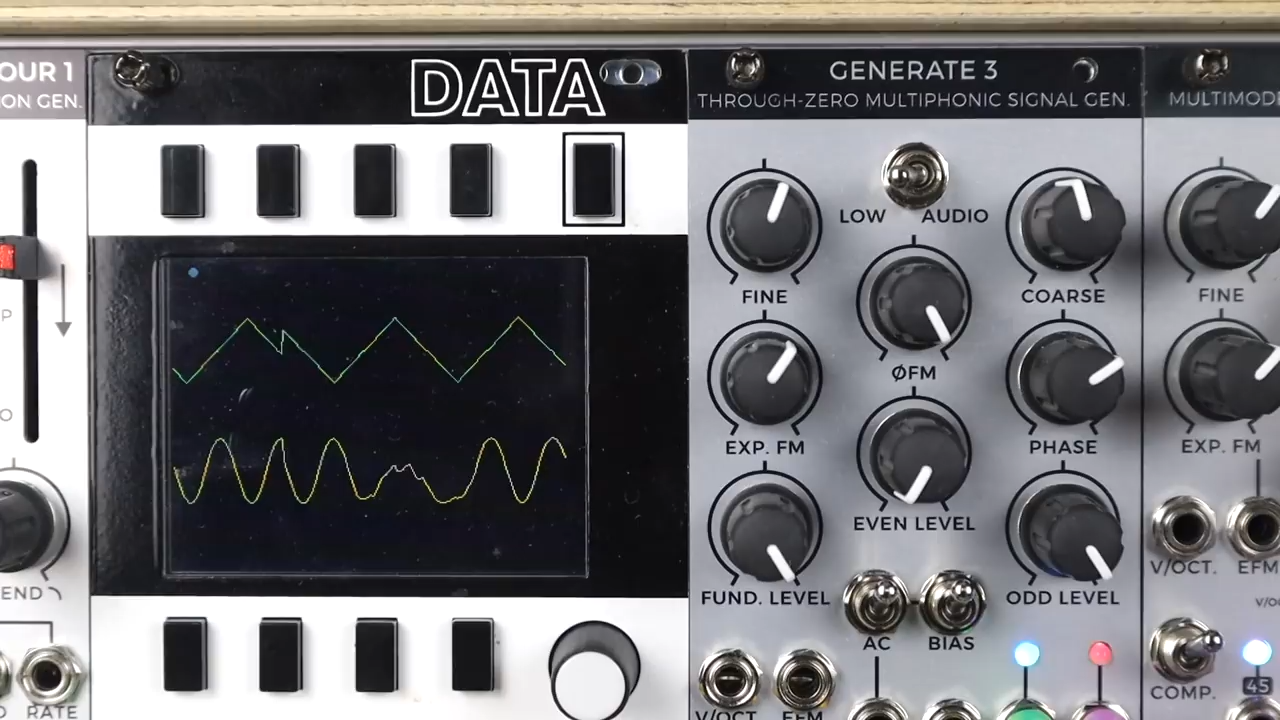 OUR 1
ON GEN.
DATA
GENERATE 3
THROUGH-ZERO MULTIPHONIC SIGNAL GEN.
MULTIMODE
LOW
AUDIO
FINE
COARSE
FINE
ØFM
EXP. FM
PHASE
EXP. FM
EVEN LEVEL
FUND. LEVEL
ODD LEVEL
V/OCT.
EFM
END
AC
BIAS
COMP.
45
RATE
V/OCT
EFM